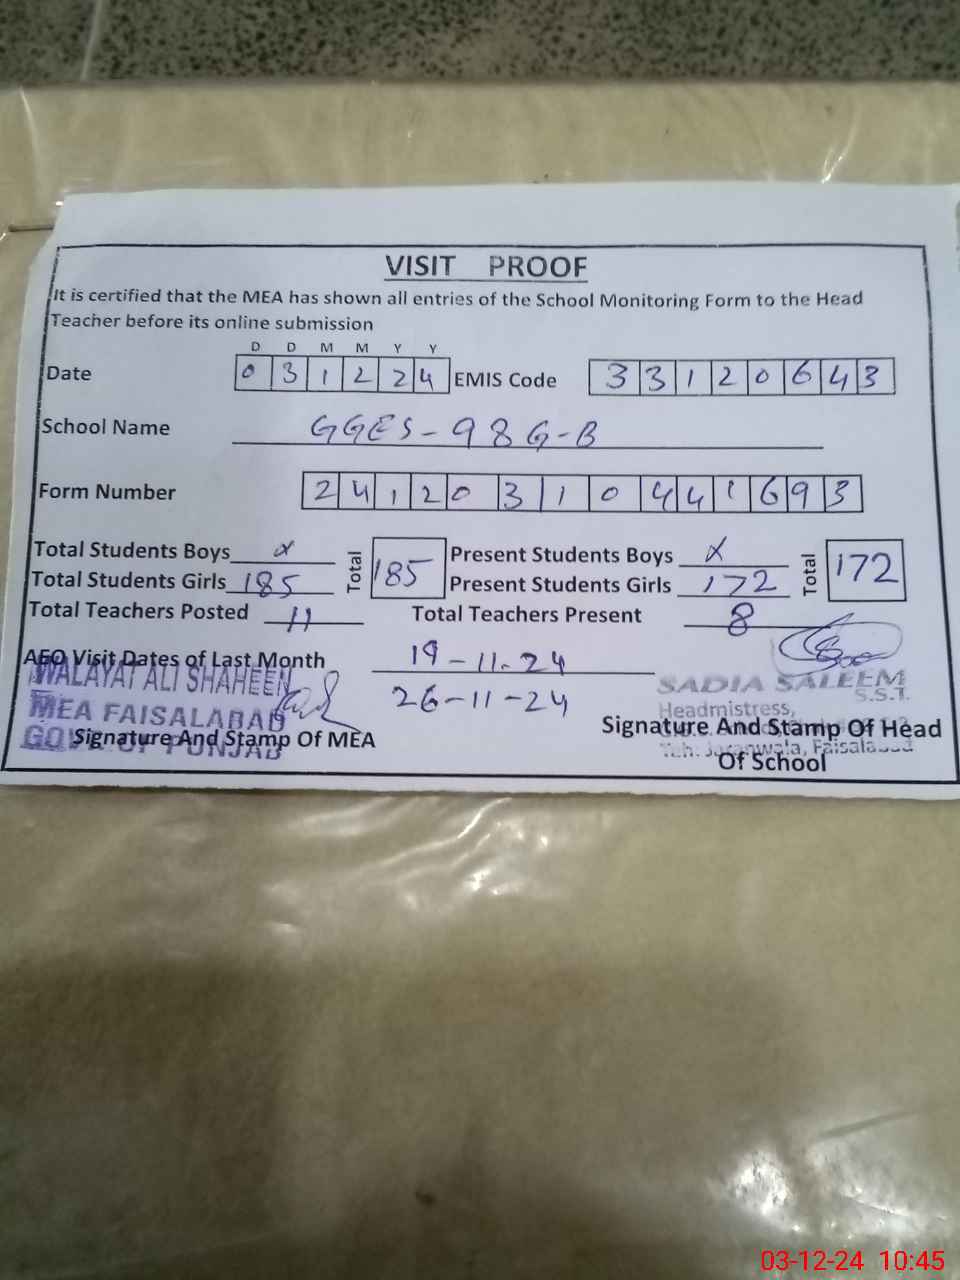 VISIT PROOF
It is certified that the MEA has shown all entries of the School Monitoring Form to the Head
Teacher before its online submission
D D M M Y Y
Date 0 3 1 2 2 4 EMIS Code 3 3 1 2 0 6 4 3
School Name GGES-98G-B
Form Number 2 4 1 2 0 3 1 0 4 4 1 6 9 3
Total Students Boys x Total 185 Present Students Boys x Total 172
Total Students Girls 185 Present Students Girls 172
Total Teachers Posted 11 Total Teachers Present 8
AEO Visit Dates of Last Month 19-11-24
26-11-24
WALAYAT ALI SHAHEEN
MEA FAISALABAD
GOVT. OF PUNJAB
Signature And Stamp Of MEA
SADIA SALEEM
S.S.T.
Headmistress,
Teh: Jaranwala, Faisalabad
Signature And Stamp Of Head
Of School
03-12-24 10:45